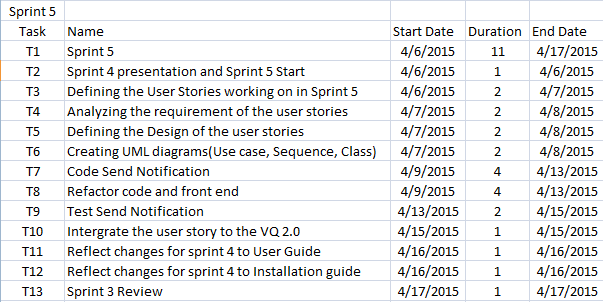 Sprint 5
Task Name Start Date Duration End Date
T1 Sprint 5 4/6/2015 11 4/17/2015
T2 Sprint 4 presentation and Sprint 5 Start 4/6/2015 1 4/6/2015
T3 Defining the User Stories working on in Sprint 5 4/6/2015 2 4/7/2015
T4 Analyzing the requirement of the user stories 4/7/2015 2 4/8/2015
T5 Defining the Design of the user stories 4/7/2015 2 4/8/2015
T6 Creating UML diagrams(Use case, Sequence, Class) 4/7/2015 2 4/8/2015
T7 Code Send Notification 4/9/2015 4 4/13/2015
T8 Refactor code and front end 4/9/2015 4 4/13/2015
T9 Test Send Notification 4/13/2015 2 4/15/2015
T10 Intergrate the user story to the VQ 2.0 4/15/2015 1 4/15/2015
T11 Reflect changes for sprint 4 to User Guide 4/16/2015 1 4/16/2015
T12 Reflect changes for sprint 4 to Installation guide 4/16/2015 1 4/16/2015
T13 Sprint 3 Review 4/17/2015 1 4/17/2015